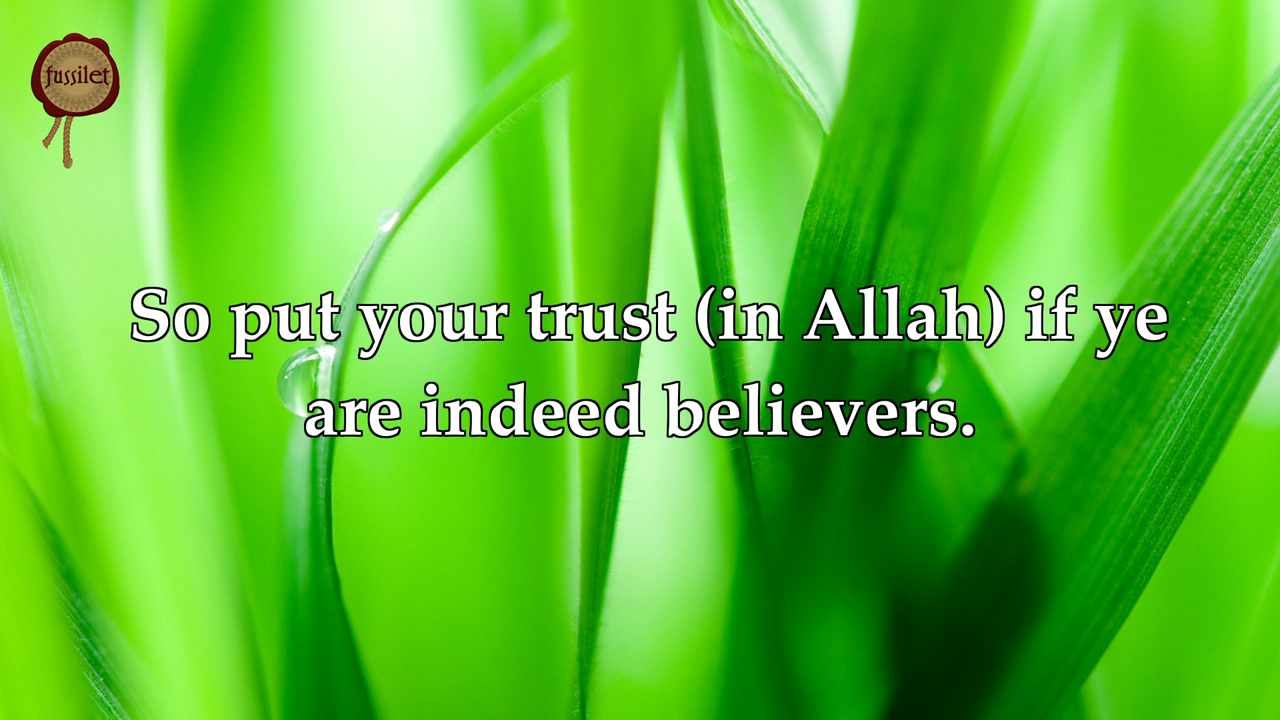 fussilet
So put your trust (in Allah) if ye
are indeed believers.